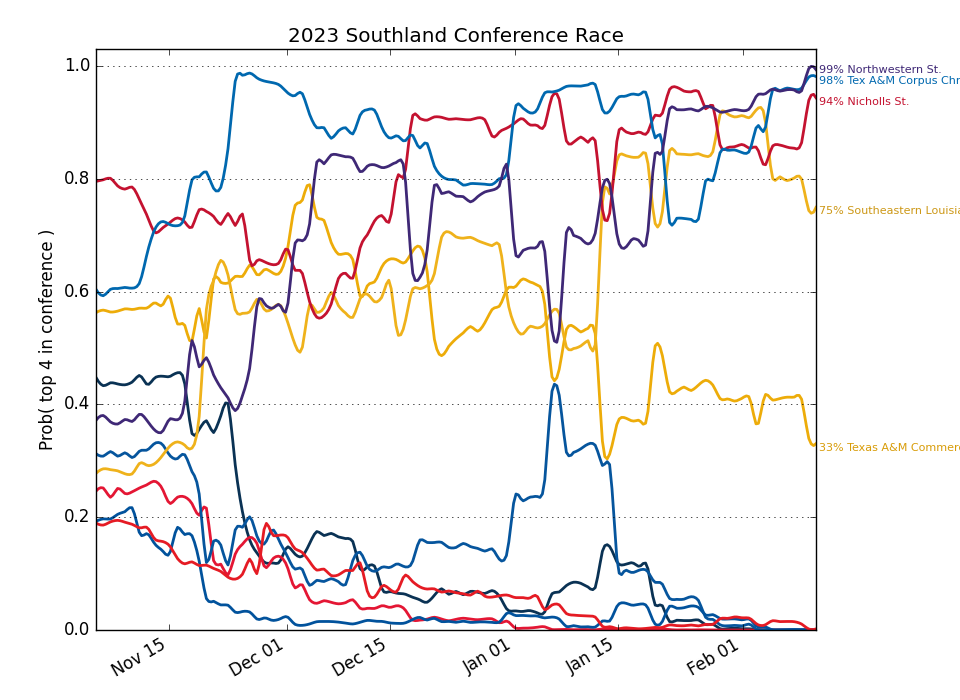 2023 Southland Conference Race
Prob( top 4 in conference )
1.0
0.8
0.6
0.4
0.2
0.0
Nov 15
Dec 01
Dec 15
Jan 01
Jan 15
Feb 01
99% Northwestern St.
98% Tex A&M Corpus Chr
94% Nicholls St.
75% Southeastern Louisia
33% Texas A&M Commerce